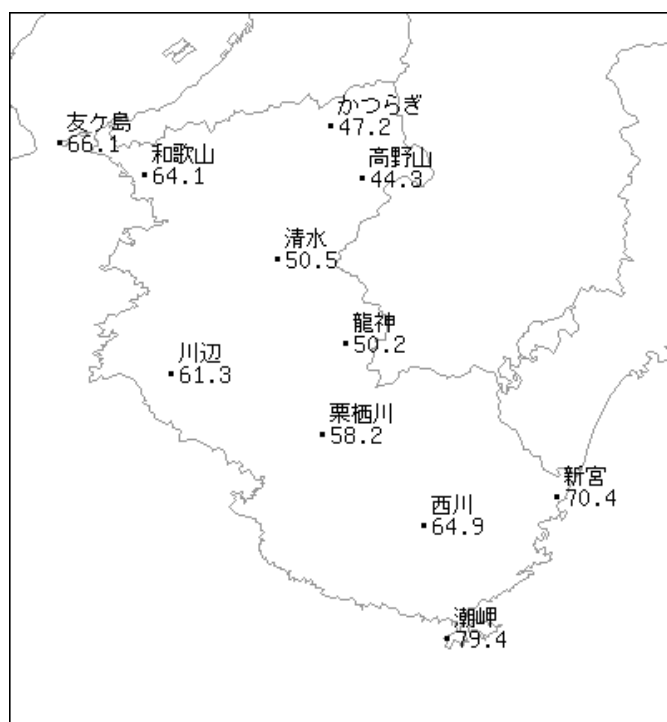 かつらぎ
47.2
友ケ島
66.1
和歌山
64.1
高野山
44.3
清水
50.5
龍神
50.2
川辺
61.3
栗栖川
58.2
新宮
70.4
西川
64.9
潮岬
79.4